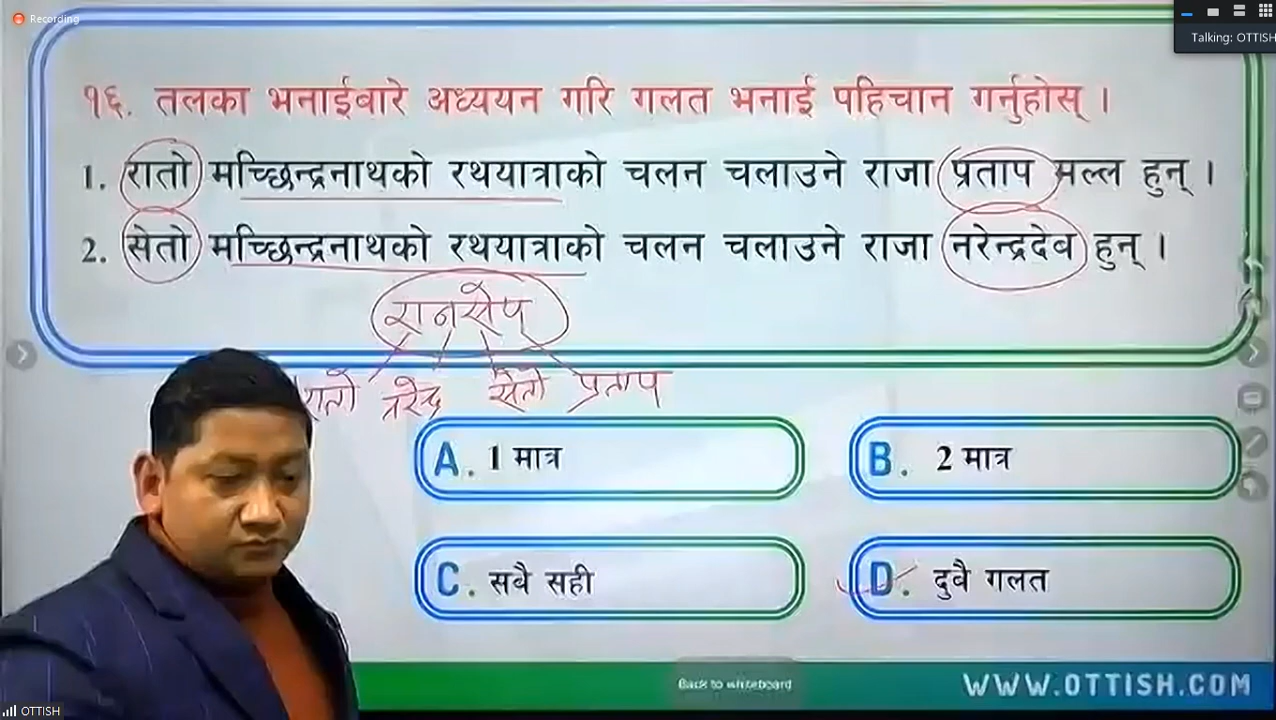 Recording
Talking: OTTISH
१६. तलका भनाईबारे अध्ययन गरि गलत भनाई पहिचान गर्नुहोस् ।
1. रातो मच्छिन्द्रनाथको रथयात्राको चलन चलाउने राजा प्रताप मल्ल हुन् ।
2. सेतो मच्छिन्द्रनाथको रथयात्राको चलन चलाउने राजा नरेन्द्रदेब हुन् ।
रानसेप
रातो नरेन्द्र सेतो प्रताप
A. 1 मात्र
B. 2 मात्र
C. सबै सही
D. दुबै गलत
Back to whiteboard
WWW.OTTISH.COM
OTTISH